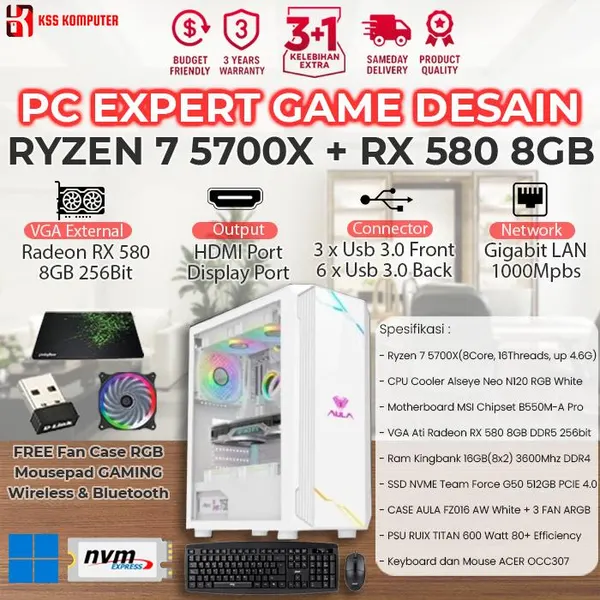 KSS KOMPUTER
BUDGET
FRIENDLY
3
3 YEARS
WARRANTY
3+1
KELEBIHAN
EXTRA
SAMEDAY
DELIVERY
PRODUCT
QUALITY
PC EXPERT GAME DESAIN
RYZEN 7 5700X + RX 580 8GB
VGA External
Radeon RX 580
8GB 256Bit
Output
HDMI Port
Display Port
Connector
3 x Usb 3.0 Front
6 x Usb 3.0 Back
Network
Gigabit LAN
1000Mpbs
D-Link
FREE Fan Case RGB
Mousepad GAMING
Wireless & Bluetooth
AULA
Spesifikasi :
- Ryzen 7 5700X(8Core, 16Threads, up 4.6G)
- CPU Cooler Alseye Neo N120 RGB White
- Motherboard MSI Chipset B550M-A Pro
- VGA Ati Radeon RX 580 8GB DDR5 256bit
- Ram Kingbank 16GB(8x2) 3600Mhz DDR4
- SSD NVME Team Force G50 512GB PCIE 4.0
- CASE AULA FZ016 AW White + 3 FAN ARGB
- PSU RUIX TITAN 600 Watt 80+ Efficiency
- Keyboard dan Mouse ACER OCC307
nvm
EXPRESS